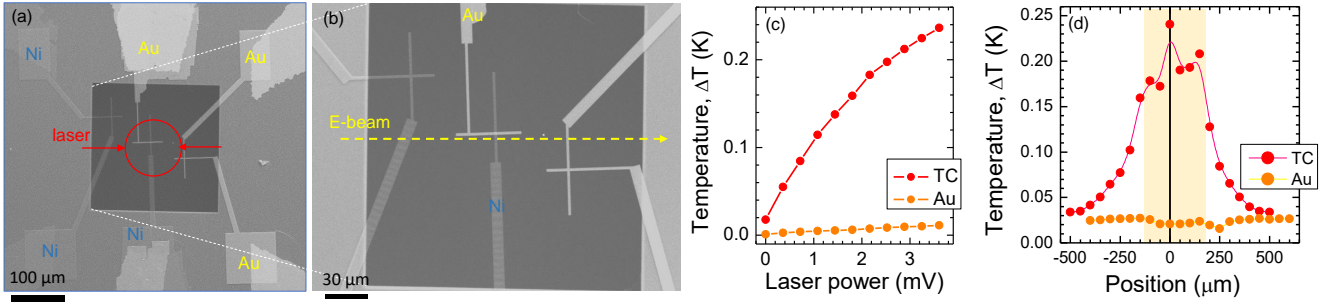 (a)
Ni
Au
Au
laser
Ni
Ni
Au
100 μm
(b)
Au
E-beam
Ni
30 μm
(c)
Temperature, ΔT (K)
0.2
0.1
0.0
TC
Au
0 1 2 3
Laser power (mV)
(d)
Temperature, ΔT (K)
0.25
0.20
0.15
0.10
0.05
0.00
TC
Au
-500 -250 0 250 500
Position (μm)